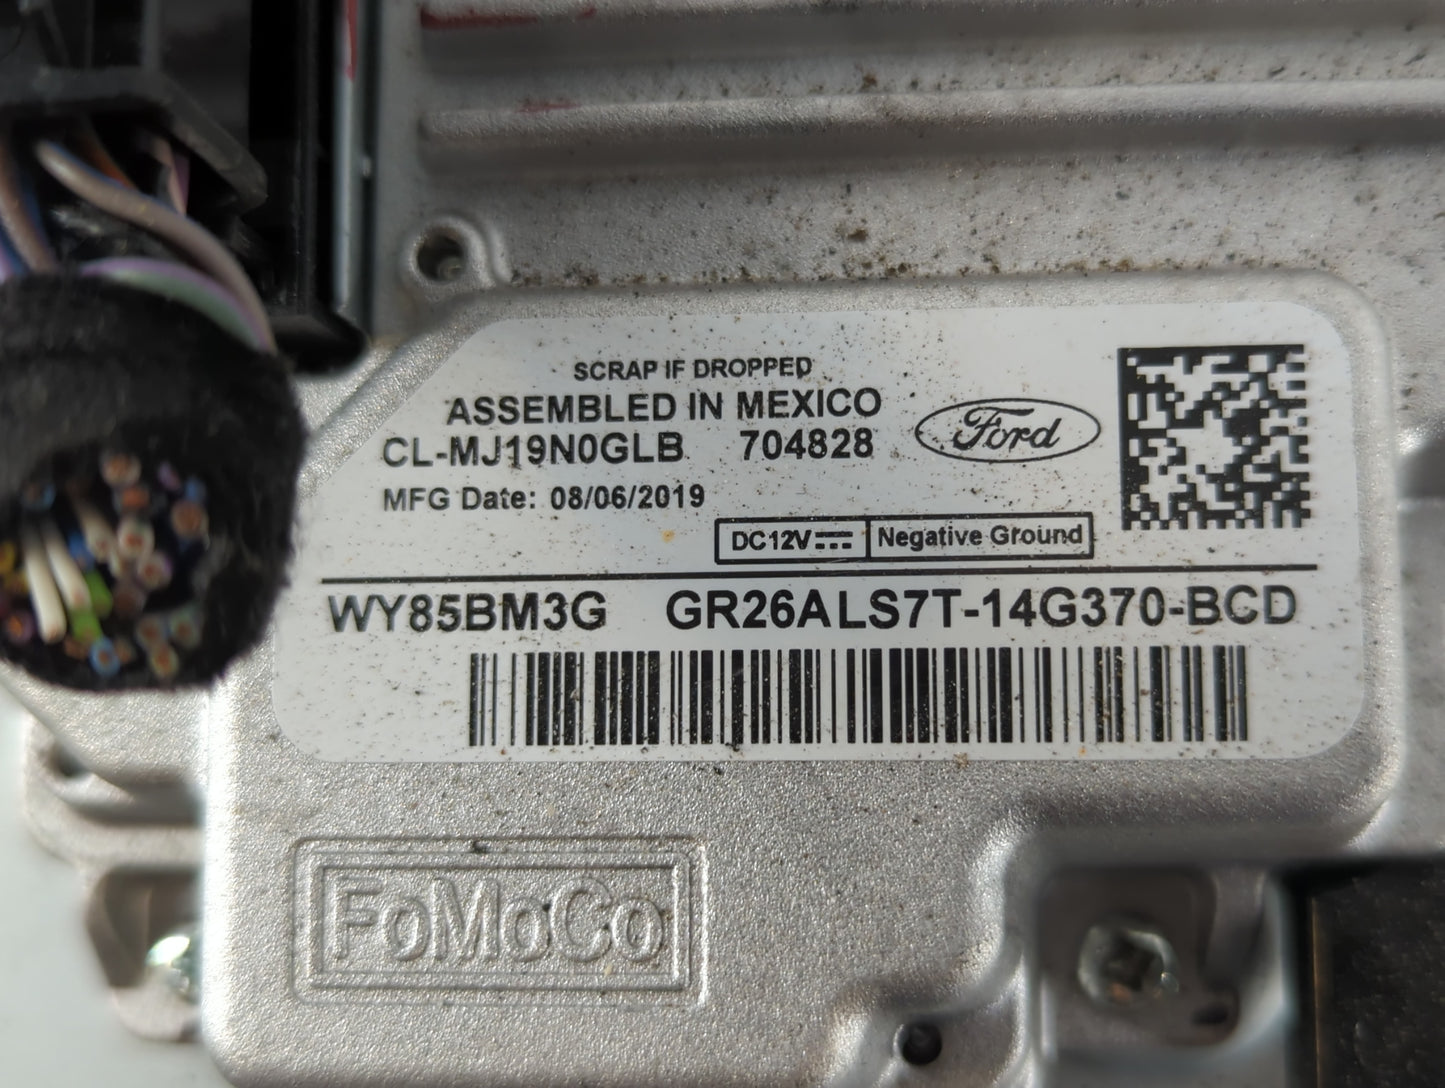 SCRAP IF DROPPED
ASSEMBLED IN MEXICO
CL-MJ19N0GLB 704828
Ford
MFG Date: 08/06/2019
DC12V Negative Ground
WY85BM3G GR26ALS7T-14G370-BCD
FoMoCo